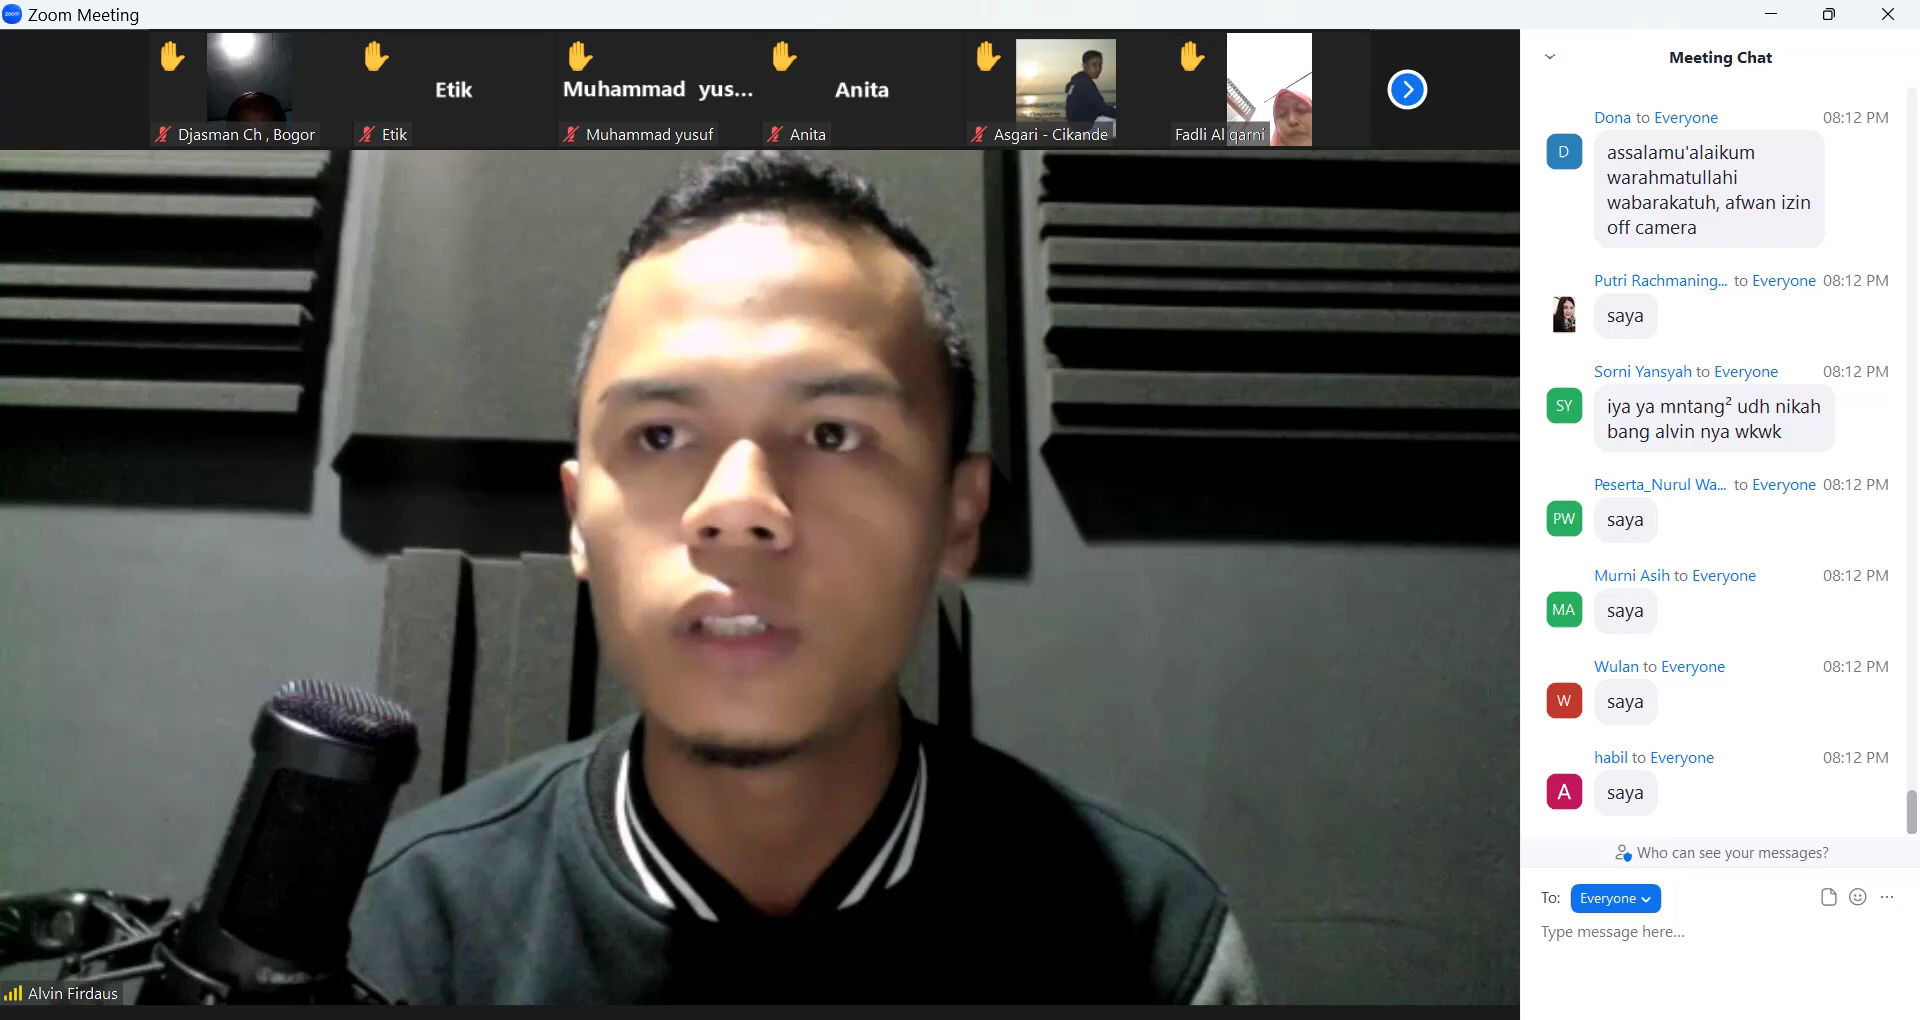 Zoom Meeting
Djasman Ch , Bogor
Etik
Etik
Muhammad yus...
Muhammad yusuf
Anita
Anita
Asgari - Cikande
Fadli Al qarni
Alvin Firdaus
Meeting Chat
Dona to Everyone 08:12 PM
D
assalamu'alaikum
warahmatullahi
wabarakatuh, afwan izin
off camera
Putri Rachmaning... to Everyone 08:12 PM
saya
Sorni Yansyah to Everyone 08:12 PM
SY
iya ya mntang² udh nikah
bang alvin nya wkwk
Peserta_Nurul Wa... to Everyone 08:12 PM
PW
saya
Murni Asih to Everyone 08:12 PM
MA
saya
Wulan to Everyone 08:12 PM
W
saya
habil to Everyone 08:12 PM
A
saya
Who can see your messages?
To: Everyone
Type message here...